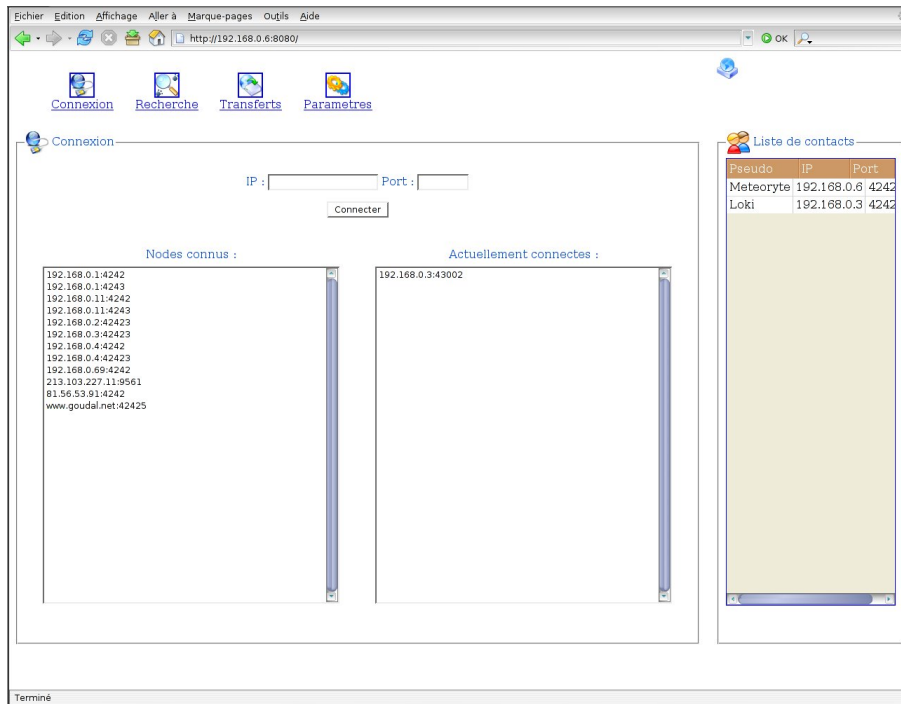 Fichier Edition Affichage Aller à Marque-pages Outils Aide
http://192.168.0.6:8080/ OK
Connexion Recherche Transferts Parametres
Connexion
IP : Port :
Connecter
Nodes connus :
192.168.0.1:4242
192.168.0.1:4243
192.168.0.11:4242
192.168.0.11:4243
192.168.0.2:42423
192.168.0.3:42423
192.168.0.4:4242
192.168.0.4:42423
192.168.0.69:4242
213.103.227.11:9561
81.56.53.91:4242
www.goudal.net:42425
Actuellement connectes :
192.168.0.3:43002
Liste de contacts
Pseudo IP Port
Meteoryte 192.168.0.6 4242
Loki 192.168.0.3 4242
Terminé